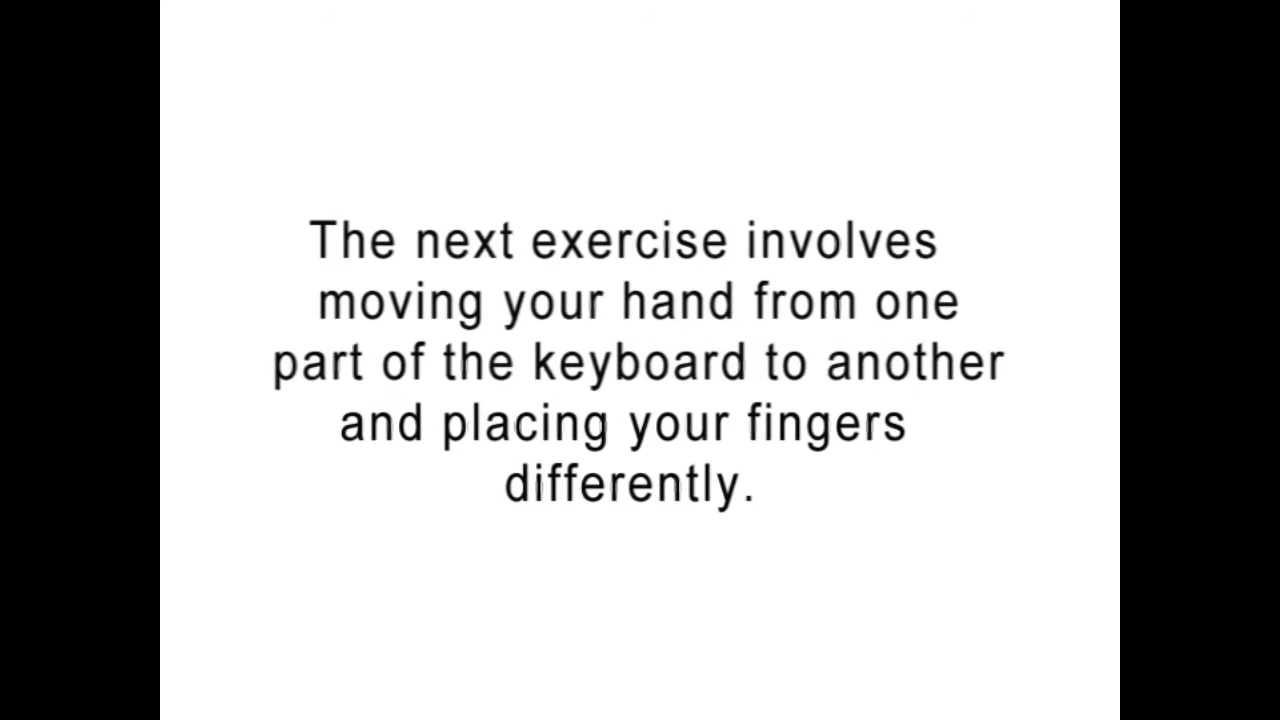 The next exercise involves
moving your hand from one
part of the keyboard to another
and placing your fingers
differently.